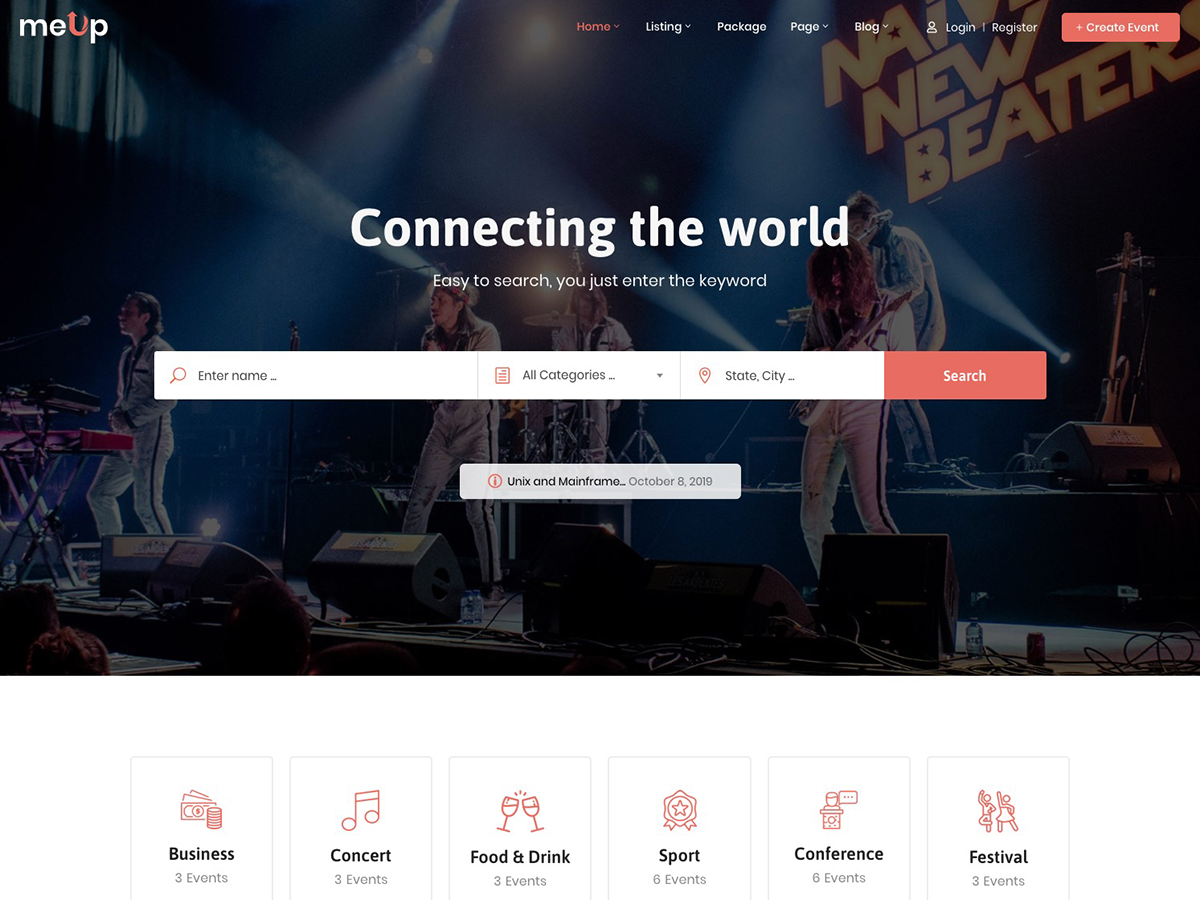 meUp
Home
Listing
Package
Page
Blog
Login | Register
+ Create Event
NEW
BEATERS
Connecting the world
Easy to search, you just enter the keyword
Enter name ...
All Categories ...
State, City ...
Search
Unix and Mainframe... October 8, 2019
Business
3 Events
Concert
3 Events
Food & Drink
3 Events
Sport
6 Events
Conference
6 Events
Festival
3 Events